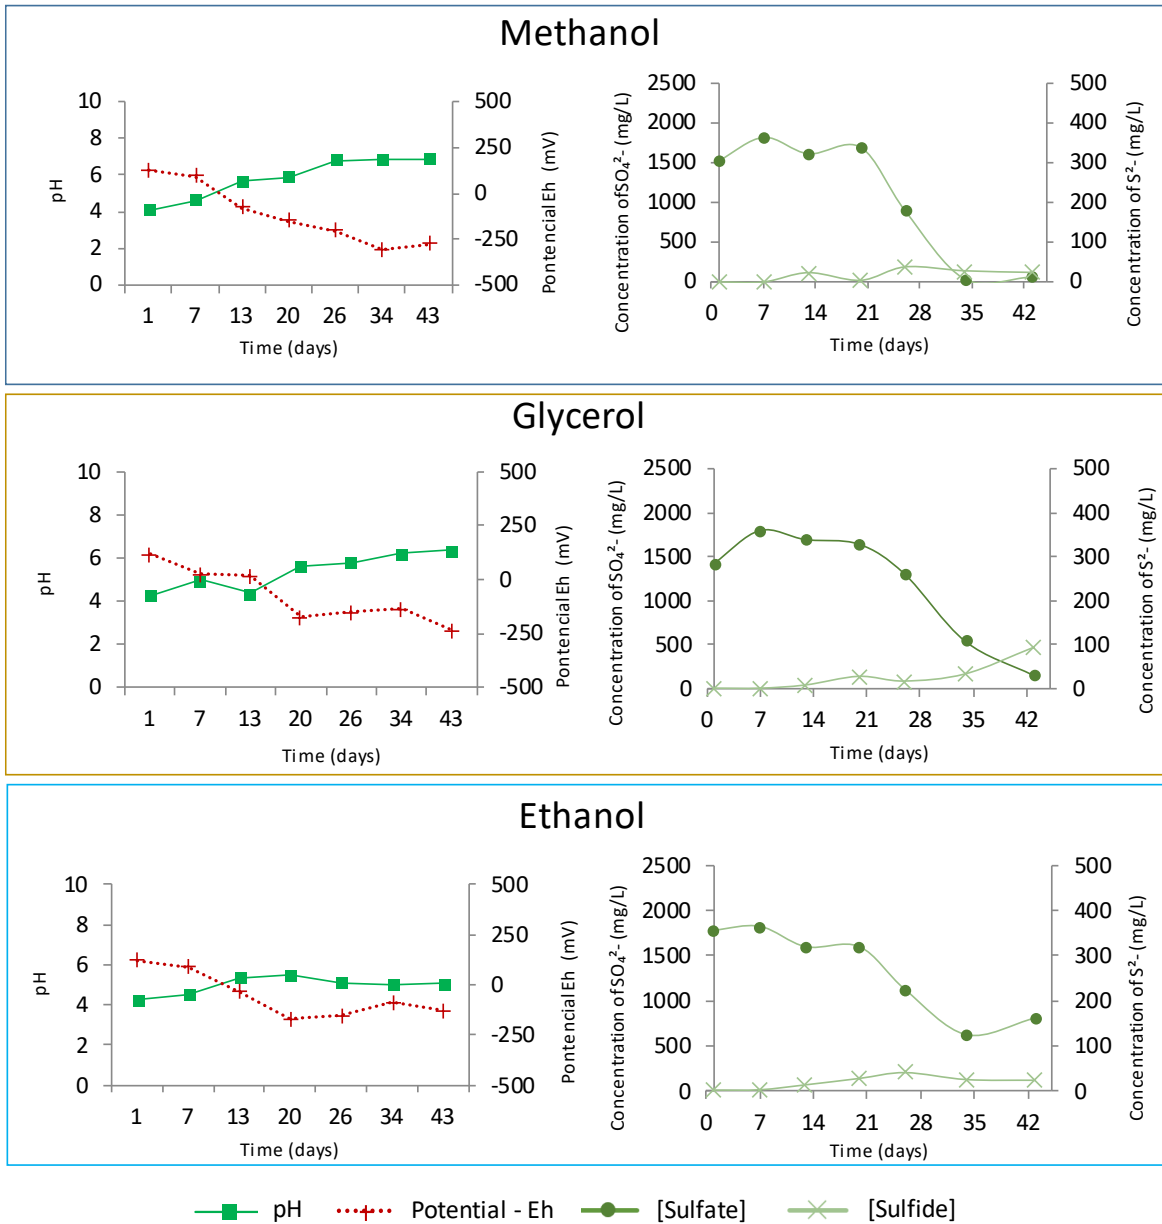 Methanol
10
8
6
4
2
0
pH
500
250
0
-250
-500
Pontencial Eh (mV)
1 7 13 20 26 34 43
Time (days)
2500
2000
1500
1000
500
0
Concentration of SO₄²- (mg/L)
500
400
300
200
100
0
Concentration of S²- (mg/L)
0 7 14 21 28 35 42
Time (days)
Glycerol
10
8
6
4
2
0
pH
500
250
0
-250
-500
Pontencial Eh (mV)
1 7 13 20 26 34 43
Time (days)
2500
2000
1500
1000
500
0
Concentration of SO₄²- (mg/L)
500
400
300
200
100
0
Concentration of S²- (mg/L)
0 7 14 21 28 35 42
Time (days)
Ethanol
10
8
6
4
2
0
pH
500
250
0
-250
-500
Pontencial Eh (mV)
1 7 13 20 26 34 43
Time (days)
2500
2000
1500
1000
500
0
Concentration of SO₄²- (mg/L)
500
400
300
200
100
0
Concentration of S²- (mg/L)
0 7 14 21 28 35 42
Time (days)
pH Potential - Eh [Sulfate] [Sulfide]